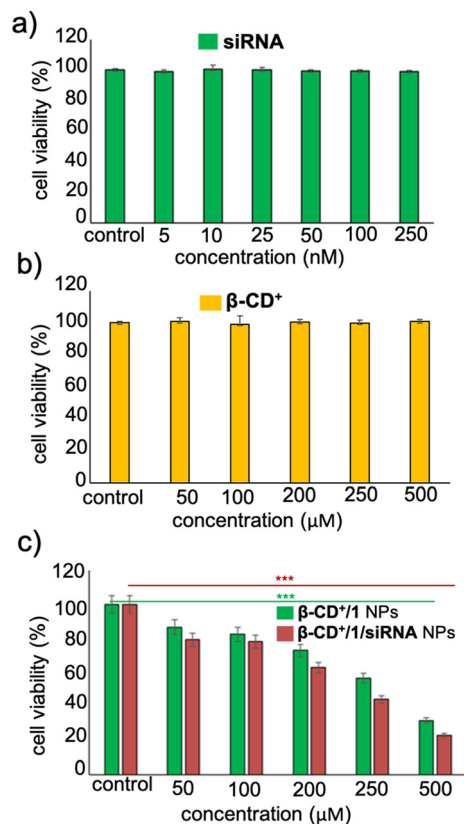 a)
siRNA
cell viability (%)
120
100
80
60
40
20
0
control 5 10 25 50 100 250
concentration (nM)
b)
β-CD⁺
cell viability (%)
120
100
80
60
40
20
0
control 50 100 200 250 500
concentration (μM)
c)
***
***
β-CD⁺/1 NPs
β-CD⁺/1/siRNA NPs
cell viability (%)
120
100
80
60
40
20
0
control 50 100 200 250 500
concentration (μM)